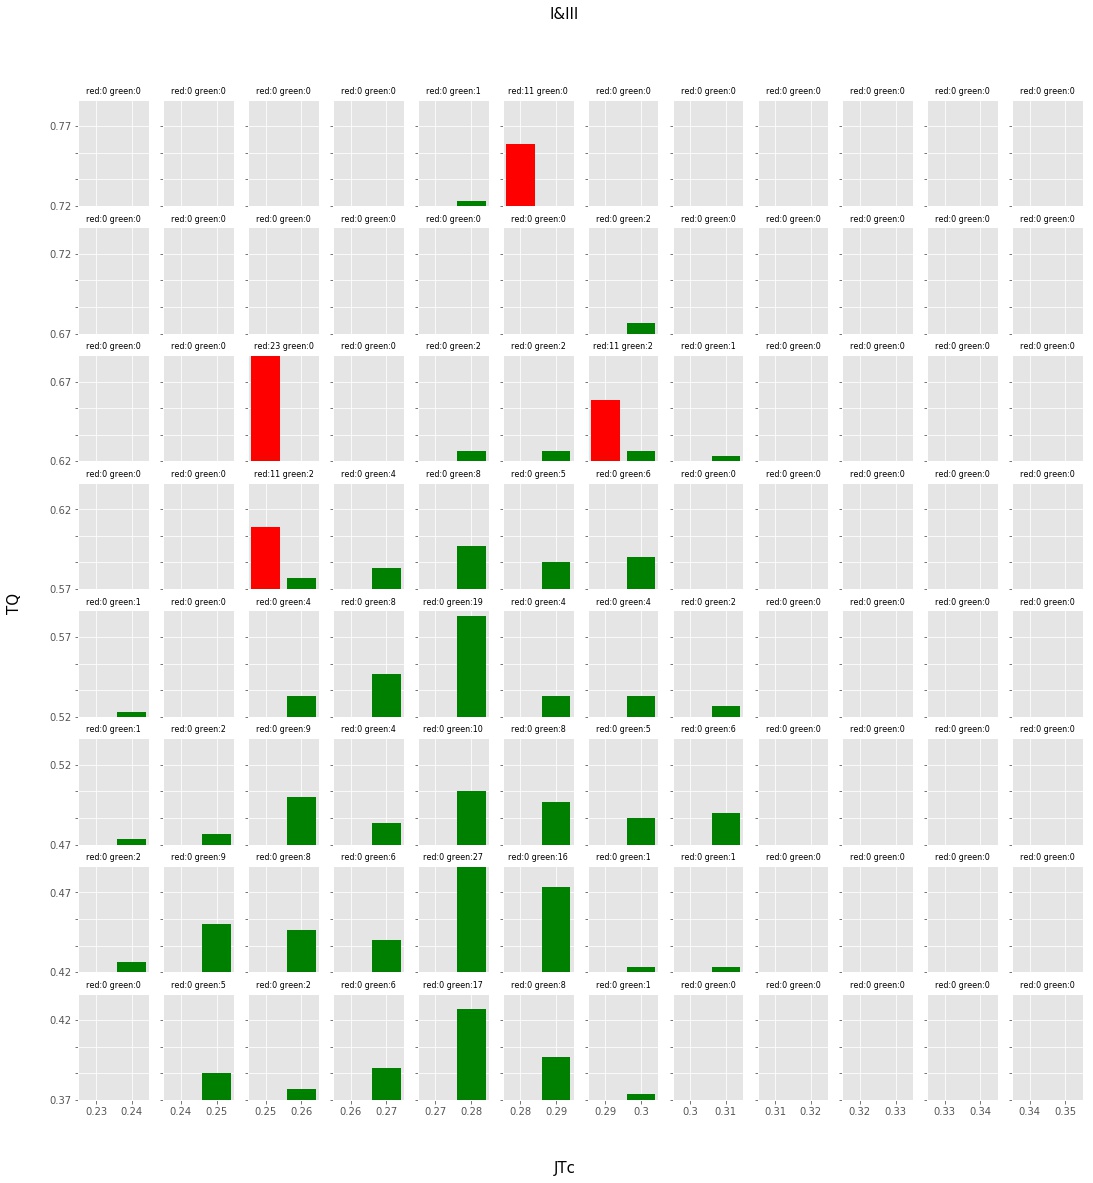 I&III
red:0 green:0 red:0 green:0 red:0 green:0 red:0 green:0 red:0 green:1 red:11 green:0 red:0 green:0 red:0 green:0 red:0 green:0 red:0 green:0 red:0 green:0 red:0 green:0
0.77
0.72
red:0 green:0 red:0 green:0 red:0 green:0 red:0 green:0 red:0 green:0 red:0 green:0 red:0 green:2 red:0 green:0 red:0 green:0 red:0 green:0 red:0 green:0 red:0 green:0
0.72
0.67
red:0 green:0 red:0 green:0 red:23 green:0 red:0 green:0 red:0 green:2 red:0 green:2 red:11 green:2 red:0 green:1 red:0 green:0 red:0 green:0 red:0 green:0 red:0 green:0
0.67
0.62
red:0 green:0 red:0 green:0 red:11 green:2 red:0 green:4 red:0 green:8 red:0 green:5 red:0 green:6 red:0 green:0 red:0 green:0 red:0 green:0 red:0 green:0 red:0 green:0
0.62
0.57
red:0 green:1 red:0 green:0 red:0 green:4 red:0 green:8 red:0 green:19 red:0 green:4 red:0 green:4 red:0 green:2 red:0 green:0 red:0 green:0 red:0 green:0 red:0 green:0
0.57
0.52
red:0 green:1 red:0 green:2 red:0 green:9 red:0 green:4 red:0 green:10 red:0 green:8 red:0 green:5 red:0 green:6 red:0 green:0 red:0 green:0 red:0 green:0 red:0 green:0
0.52
0.47
red:0 green:2 red:0 green:9 red:0 green:8 red:0 green:6 red:0 green:27 red:0 green:16 red:0 green:1 red:0 green:1 red:0 green:0 red:0 green:0 red:0 green:0 red:0 green:0
0.47
0.42
red:0 green:0 red:0 green:5 red:0 green:2 red:0 green:6 red:0 green:17 red:0 green:8 red:0 green:1 red:0 green:0 red:0 green:0 red:0 green:0 red:0 green:0 red:0 green:0
0.42
0.37
0.23 0.24 0.24 0.25 0.25 0.26 0.26 0.27 0.27 0.28 0.28 0.29 0.29 0.3 0.3 0.31 0.31 0.32 0.32 0.33 0.33 0.34 0.34 0.35
TQ
JTc